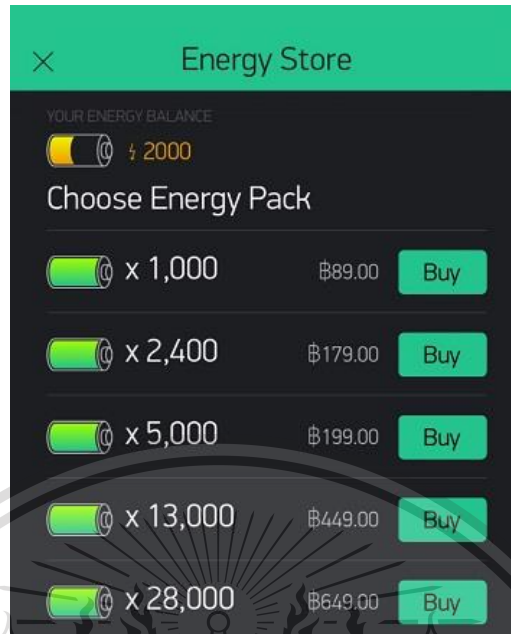 Energy Store
YOUR ENERGY BALANCE
2000
Choose Energy Pack
x 1,000 ฿89.00 Buy
x 2,400 ฿179.00 Buy
x 5,000 ฿199.00 Buy
x 13,000 ฿449.00 Buy
x 28,000 ฿649.00 Buy